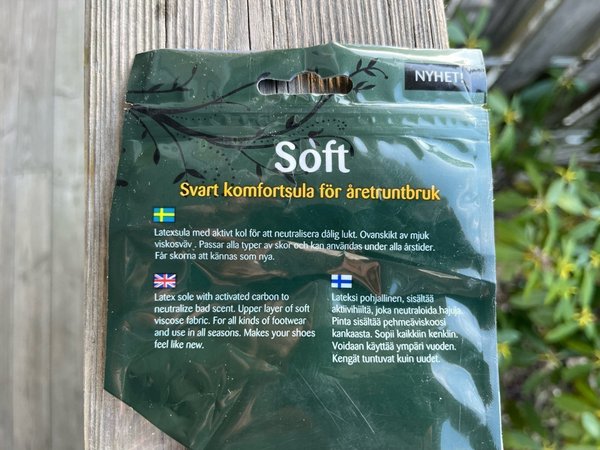 NYHET!
Soft
Svart komfortsula för åretruntbruk
Latexsula med aktivt kol för att neutralisera dålig lukt. Ovanskikt av mjuk
viskosväv . Passar alla typer av skor och kan användas under alla årstider.
Får skorna att kännas som nya.
Latex sole with activated carbon to
neutralize bad scent. Upper layer of soft
viscose fabric. For all kinds of footwear
and use in all seasons. Makes your shoes
feel like new.
Lateksi pohjallinen, sisältää
aktiivihiiltä, joka neutraloida hajuja.
Pinta sisältää pehmeäviskoosi
kankaasta. Sopii kaikkiin kenkiin.
Voidaan käyttää ympäri vuoden.
Kengät tuntuvat kuin uudet.